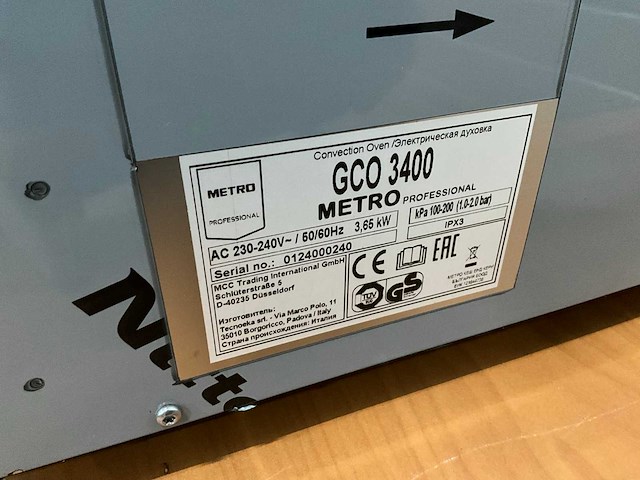 Convection Oven /Электрическая духовка
GCO 3400
METRO PROFESSIONAL
METRO
PROFESSIONAL
AC 230-240V~ / 50/60Hz 3,65 kW
kPa 100-200 (1.0-2.0 bar)
Serial no.: 0124000240
IPX3
MCC Trading International GmbH
Schlüterstraße 5
D-40235 Düsseldorf
CE
EAC
TÜV
GS
Изготовитель:
Tecnoeka srl. - Via Marco Polo, 11
35010 Borgoricco, Padova / Italy
Страна происхождения: Италия